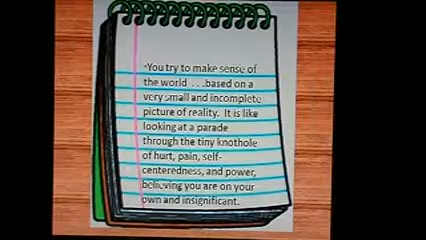 "You try to make sense of
the world . . .based on a
very small and incomplete
picture of reality.  It is like
looking at a parade
through the tiny knothole
of hurt, pain, self-
centeredness, and power,
believing you are on your
own and insignificant.